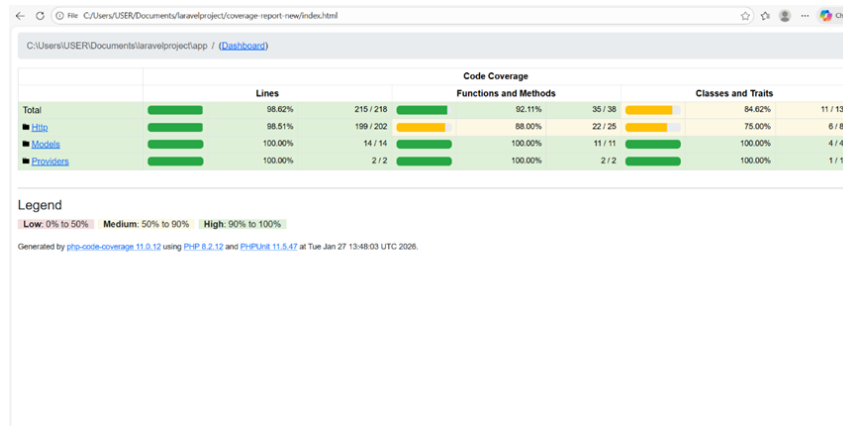 File C:/Users/USER/Documents/laravelproject/coverage-report-new/index.html
C:\Users\USER\Documents\laravelproject\app / (Dashboard)
Code Coverage
Lines Functions and Methods Classes and Traits
Total 98.62% 215 / 218 92.11% 35 / 38 84.62% 11 / 13
Http 98.51% 199 / 202 88.00% 22 / 25 75.00% 6 / 8
Models 100.00% 14 / 14 100.00% 11 / 11 100.00% 4 / 4
Providers 100.00% 2 / 2 100.00% 2 / 2 100.00% 1 / 1
Legend
Low: 0% to 50% Medium: 50% to 90% High: 90% to 100%
Generated by php-code-coverage 11.0.12 using PHP 8.2.12 and PHPUnit 11.5.47 at Tue Jan 27 13:48:03 UTC 2026.